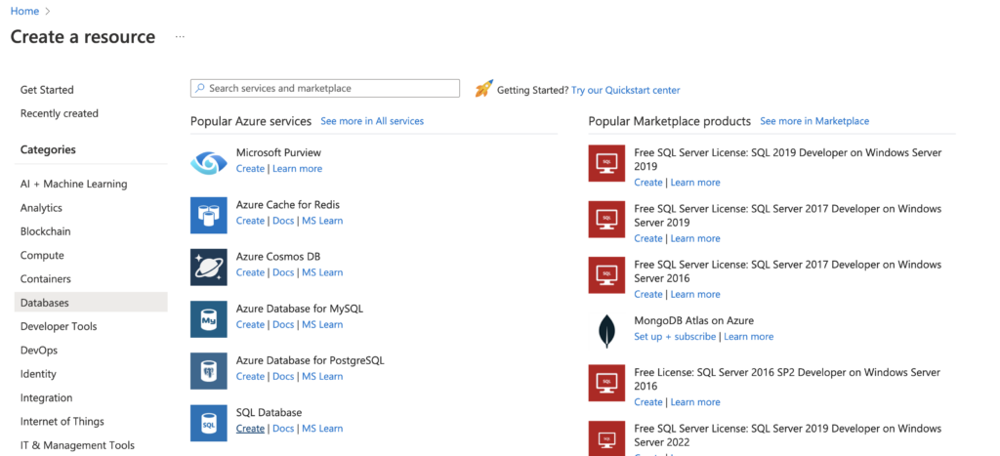 Home >
Create a resource ...
Get Started
Recently created
Categories
AI + Machine Learning
Analytics
Blockchain
Compute
Containers
Databases
Developer Tools
DevOps
Identity
Integration
Internet of Things
IT & Management Tools
Search services and marketplace
Getting Started? Try our Quickstart center
Popular Azure services See more in All services
Microsoft Purview
Create | Learn more
Azure Cache for Redis
Create | Docs | MS Learn
Azure Cosmos DB
Create | Docs | MS Learn
Azure Database for MySQL
Create | Docs | MS Learn
Azure Database for PostgreSQL
Create | Docs | MS Learn
SQL Database
Create | Docs | MS Learn
Popular Marketplace products See more in Marketplace
Free SQL Server License: SQL 2019 Developer on Windows Server
2019
Create | Learn more
Free SQL Server License: SQL 2017 Developer on Windows
Server 2019
Create | Learn more
Free SQL Server License: SQL 2017 Developer on Windows
Server 2016
Create | Learn more
MongoDB Atlas on Azure
Set up + subscribe | Learn more
Free License: SQL Server 2016 SP2 Developer on Windows Server
2016
Create | Learn more
Free SQL Server License: SQL Server 2019 Developer on Windows
Server 2022